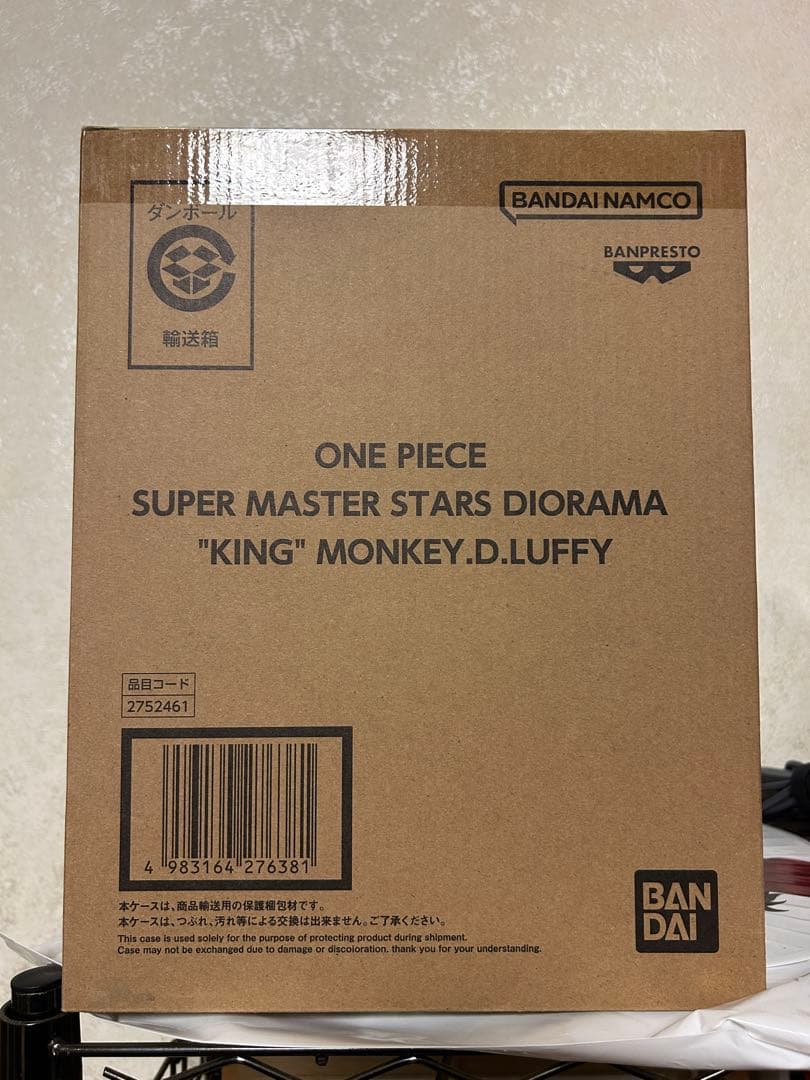 ダンボール
輸送箱
BANDAI NAMCO
BANPRESTO
ONE PIECE
SUPER MASTER STARS DIORAMA
"KING" MONKEY.D.LUFFY
品目コード
2752461
4 983164 276381
本ケースは、商品輸送用の保護梱包材です。
本ケースは、つぶれ、汚れ等による交換は出来ません。ご了承ください。
This case is used solely for the purpose of protecting product during shipment.
Case may not be exchanged due to damage or discoloration. thank you for your understanding.
BAN
DAI